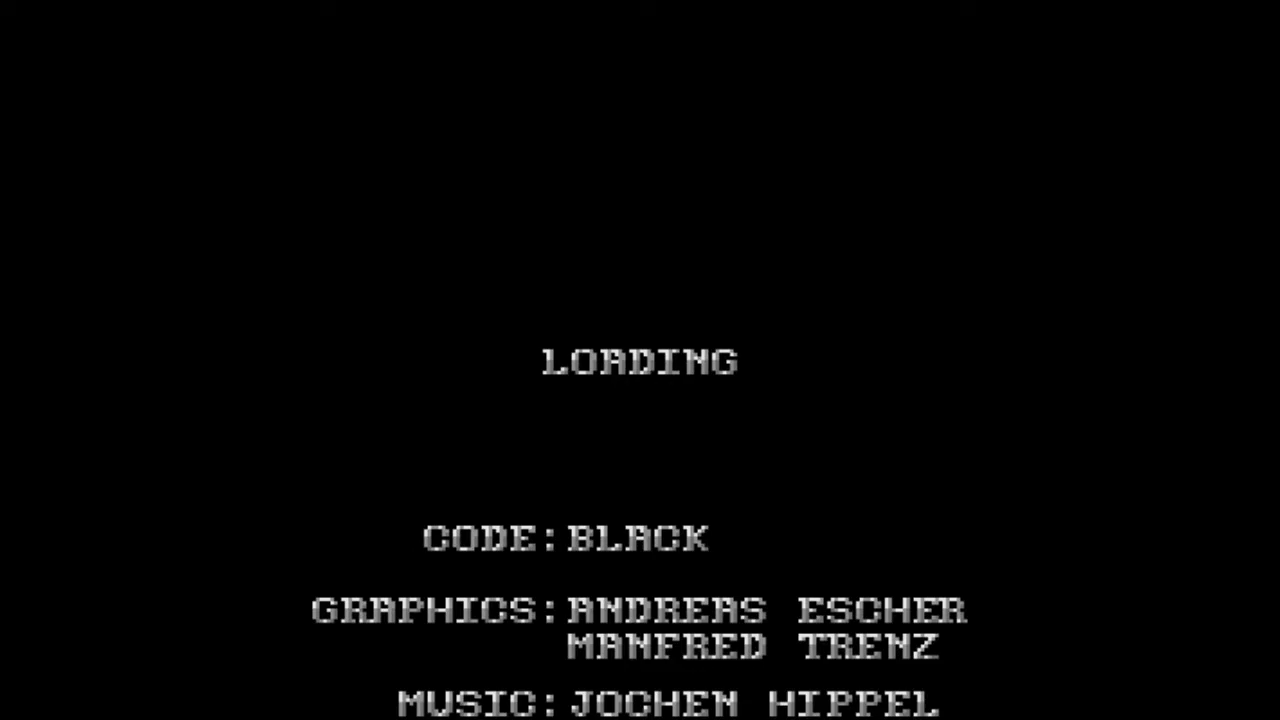 LOADING
CODE:BLACK
GRAPHICS:ANDREAS ESCHER
MANFRED TRENZ
MUSIC:JOCHEN HIPPEL